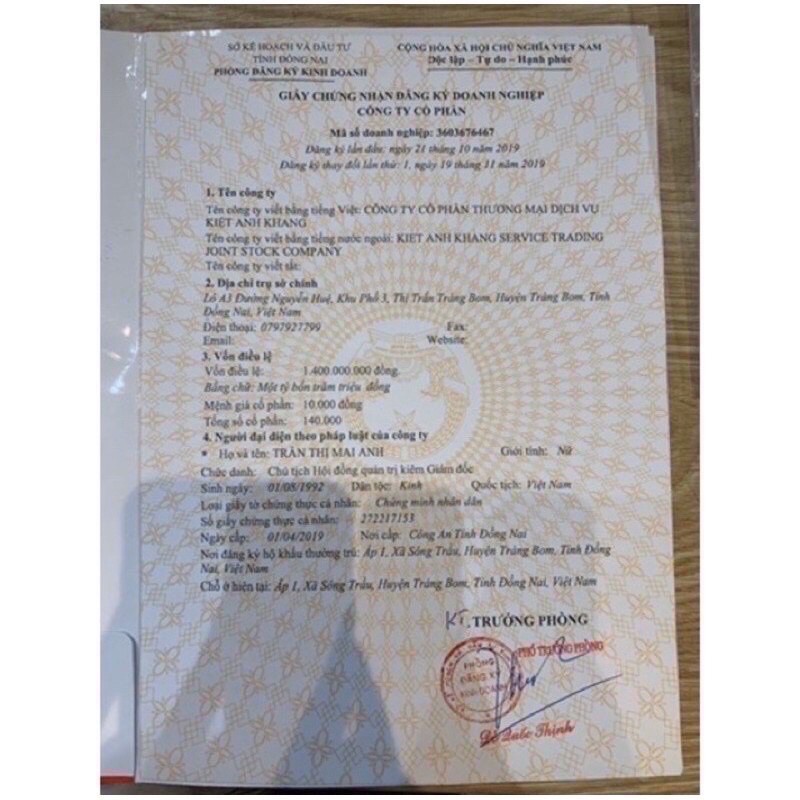 SỞ KẾ HOẠCH VÀ ĐẦU TƯ
TỈNH ĐỒNG NAI
PHÒNG ĐĂNG KÝ KINH DOANH
CỘNG HÒA XÃ HỘI CHỦ NGHĨA VIỆT NAM
Độc lập – Tự do – Hạnh phúc
GIẤY CHỨNG NHẬN ĐĂNG KÝ DOANH NGHIỆP
CÔNG TY CỔ PHẦN
Mã số doanh nghiệp: 3603676467
Đăng ký lần đầu: ngày 21 tháng 10 năm 2019
Đăng ký thay đổi lần thứ: 1, ngày 19 tháng 11 năm 2019
1. Tên công ty
Tên công ty viết bằng tiếng Việt: CÔNG TY CỔ PHẦN THƯƠNG MẠI DỊCH VỤ
KIỆT ANH KHANG
Tên công ty viết bằng tiếng nước ngoài: KIET ANH KHANG SERVICE TRADING
JOINT STOCK COMPANY
Tên công ty viết tắt:
2. Địa chỉ trụ sở chính
Lô A3 Đường Nguyễn Huệ, Khu Phố 3, Thị Trấn Trảng Bom, Huyện Trảng Bom, Tỉnh
Đồng Nai, Việt Nam
Điện thoại: 0797927799 Fax:
Email: Website:
3. Vốn điều lệ
Vốn điều lệ: 1.400.000.000 đồng.
Bằng chữ: Một tỷ bốn trăm triệu đồng
Mệnh giá cổ phần: 10.000 đồng
Tổng số cổ phần: 140.000
4. Người đại diện theo pháp luật của công ty
* Họ và tên: TRẦN THỊ MAI ANH Giới tính: Nữ
Chức danh: Chủ tịch Hội đồng quản trị kiêm Giám đốc
Sinh ngày: 01/08/1992 Dân tộc: Kinh Quốc tịch: Việt Nam
Loại giấy tờ chứng thực cá nhân: Chứng minh nhân dân
Số giấy chứng thực cá nhân: 272217153
Ngày cấp: 01/04/2019 Nơi cấp: Công An Tỉnh Đồng Nai
Nơi đăng ký hộ khẩu thường trú: Ấp 1, Xã Sông Trầu, Huyện Trảng Bom, Tỉnh Đồng
Nai, Việt Nam
Chỗ ở hiện tại: Ấp 1, Xã Sông Trầu, Huyện Trảng Bom, Tỉnh Đồng Nai, Việt Nam
KT. TRƯỞNG PHÒNG
PHÓ TRƯỞNG PHÒNG
PHÒNG
ĐĂNG KÝ
KINH DOANH
Quốc Thịnh